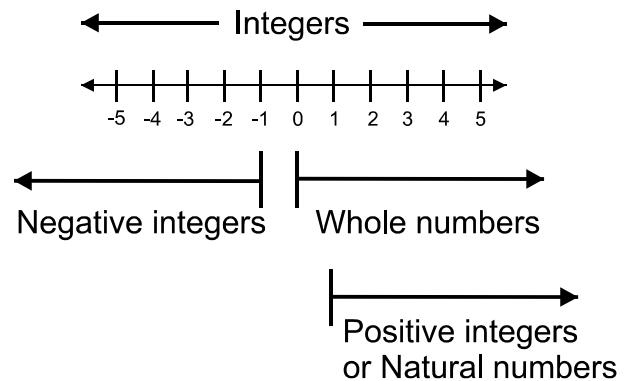 Integers
-5 -4 -3 -2 -1 0 1 2 3 4 5
Negative integers
Whole numbers
Positive integers
or Natural numbers